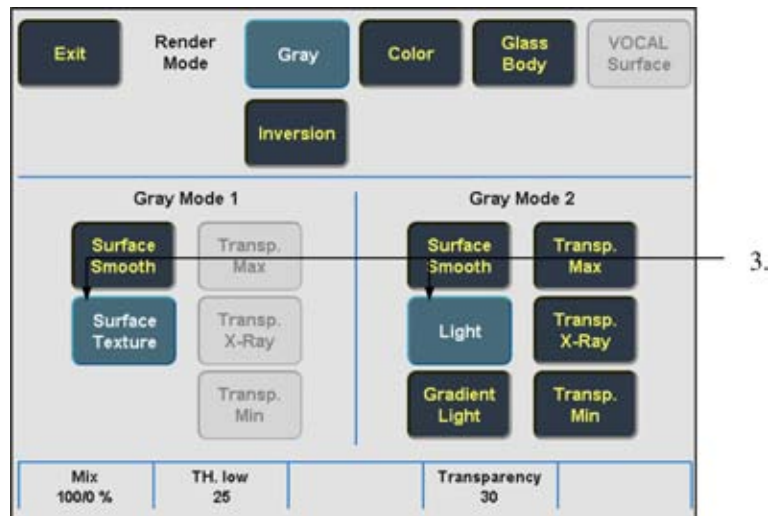 Exit
Render
Mode
Gray
Color
Glass
Body
VOCAL
Surface
Inversion
Gray Mode 1
Gray Mode 2
Surface
Smooth
Transp.
Max
Surface
Smooth
Transp.
Max
3.
Surface
Texture
Transp.
X-Ray
Light
Transp.
X-Ray
Transp.
Min
Gradient
Light
Transp.
Min
Mix
100/0 %
TH. low
25
Transparency
30